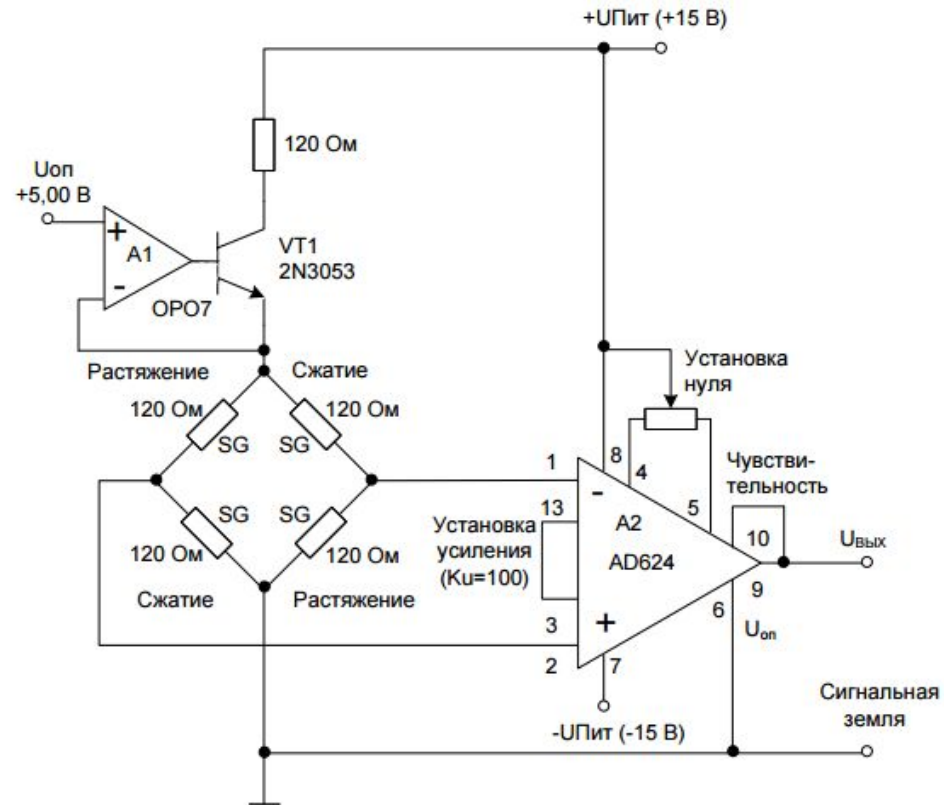 +UПит (+15 В)
120 Ом
Uоп
+5,00 В
+
A1
-
VT1
2N3053
OPO7
Растяжение
Сжатие
120 Ом
120 Ом
SG
SG
SG
SG
120 Ом
120 Ом
Сжатие
Растяжение
Установка
нуля
1
8
4
5
Чувстви-
тельность
-
13
A2
10
Установка
усиления
(Ku=100)
AD624
UВЫХ
9
6
3
+
Uоп
2
7
-UПит (-15 В)
Сигнальная
земля